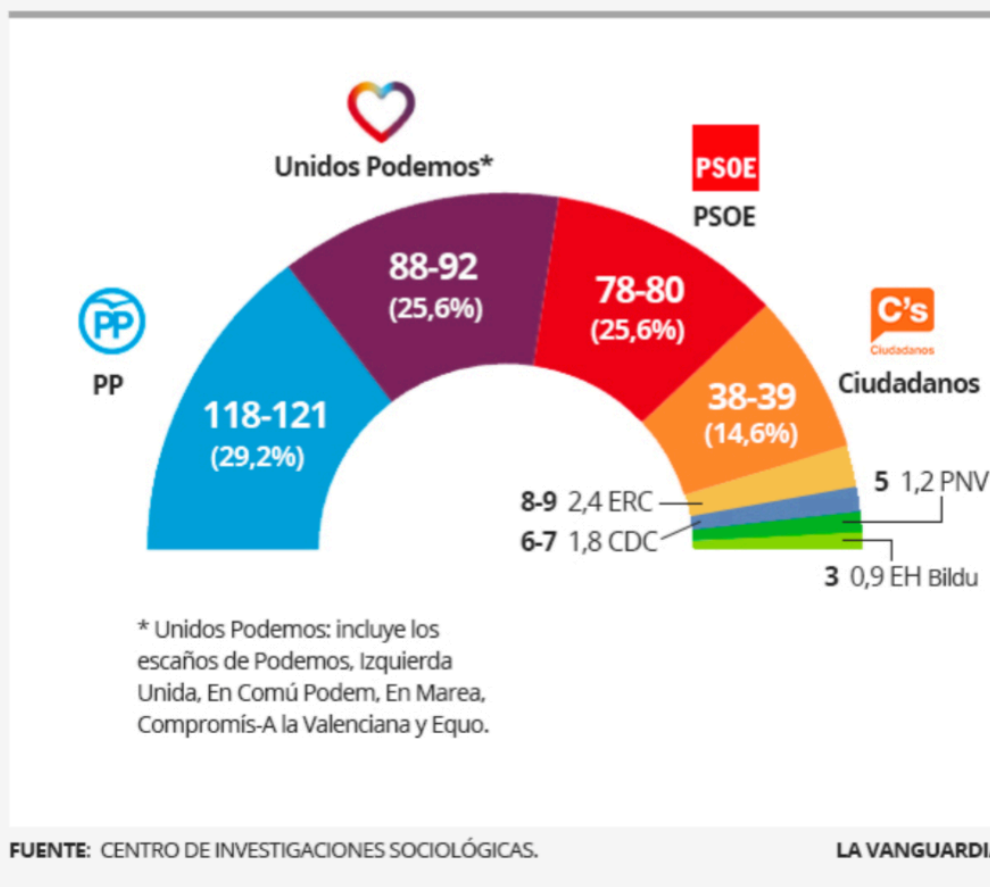 Unidos Podemos*
PSOE
PSOE
88-92
(25,6%)
78-80
(25,6%)
PP
PP
C's
Ciudadanos
Ciudadanos
118-121
(29,2%)
38-39
(14,6%)
8-9 2,4 ERC
5 1,2 PNV
6-7 1,8 CDC
3 0,9 EH Bildu
* Unidos Podemos: incluye los
escaños de Podemos, Izquierda
Unida, En Comú Podem, En Marea,
Compromís-A la Valenciana y Equo.
FUENTE: CENTRO DE INVESTIGACIONES SOCIOLÓGICAS.
LA VANGUARDIA